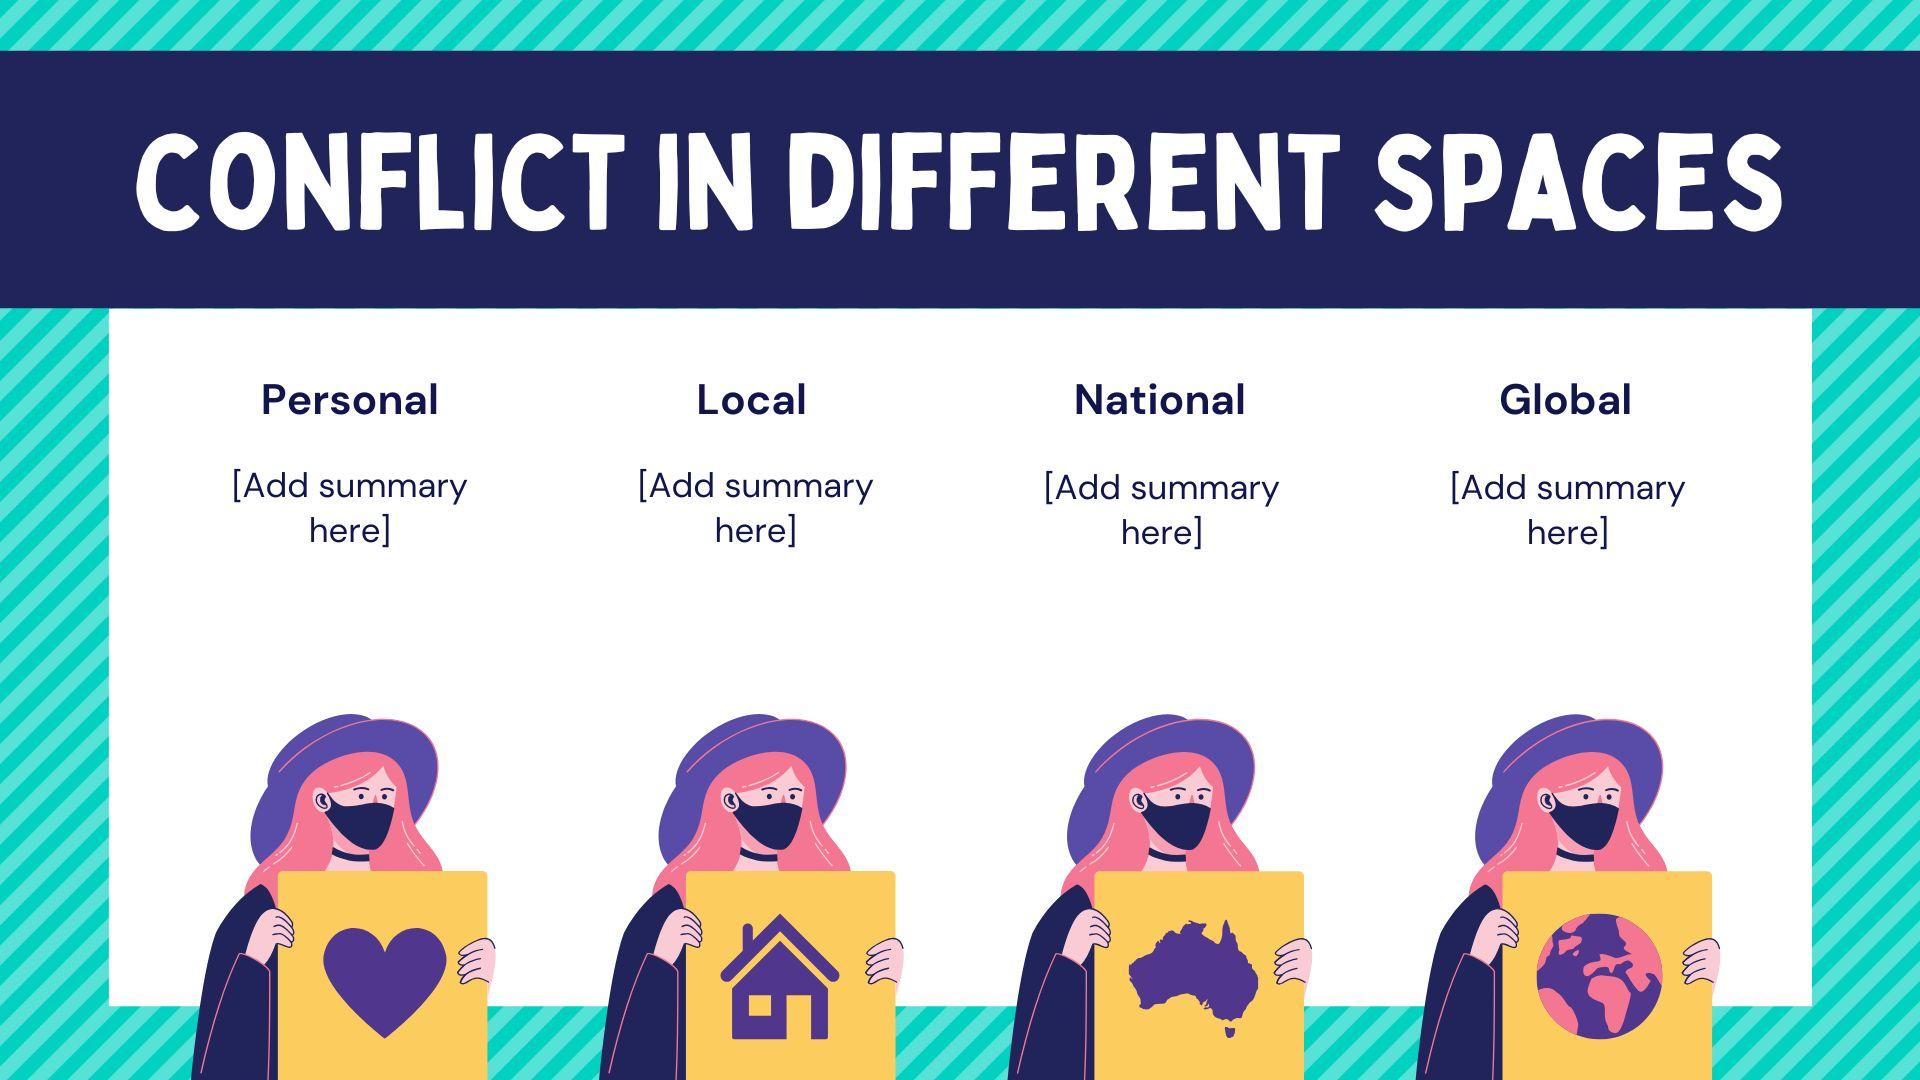 CONFLICT IN DIFFERENT SPACES
Personal
[Add summary
here]
Local
[Add summary
here]
National
[Add summary
here]
Global
[Add summary
here]